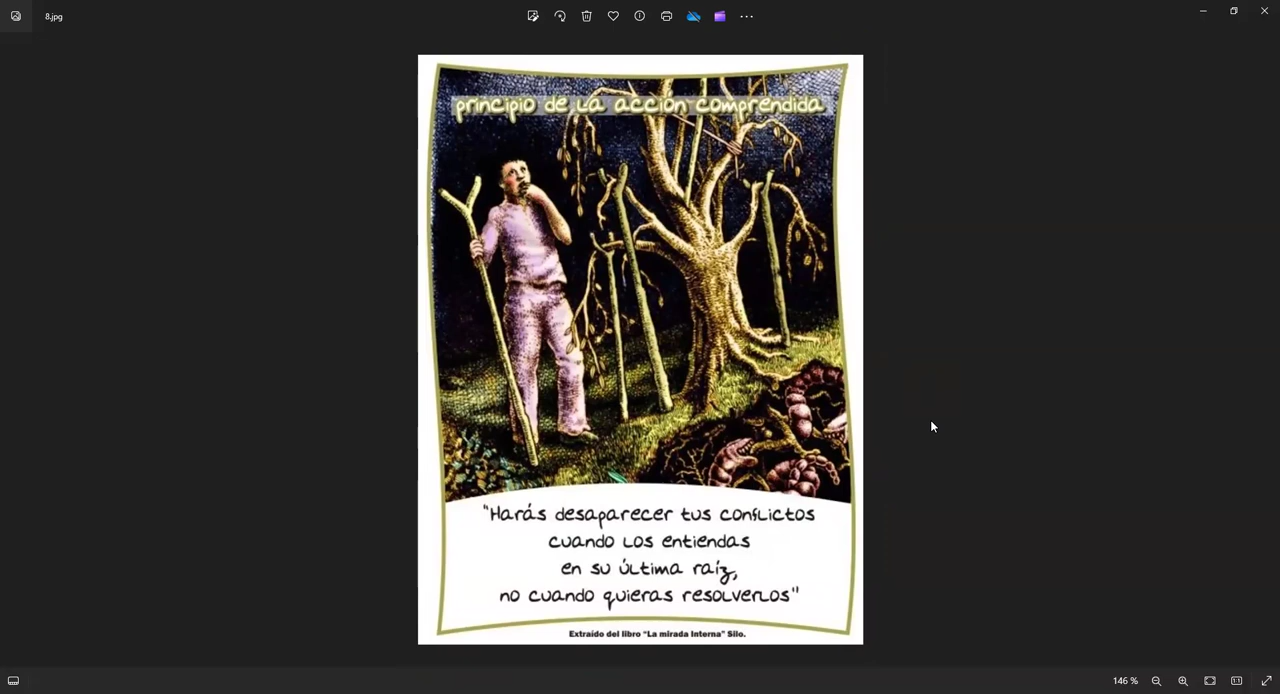 8.jpg
principio de la acción comprendida
"Harás desaparecer tus conflictos
cuando los entiendas
en su última raíz,
no cuando quieras resolverlos"
Extraído del libro "La mirada Interna" Silo.
146 %